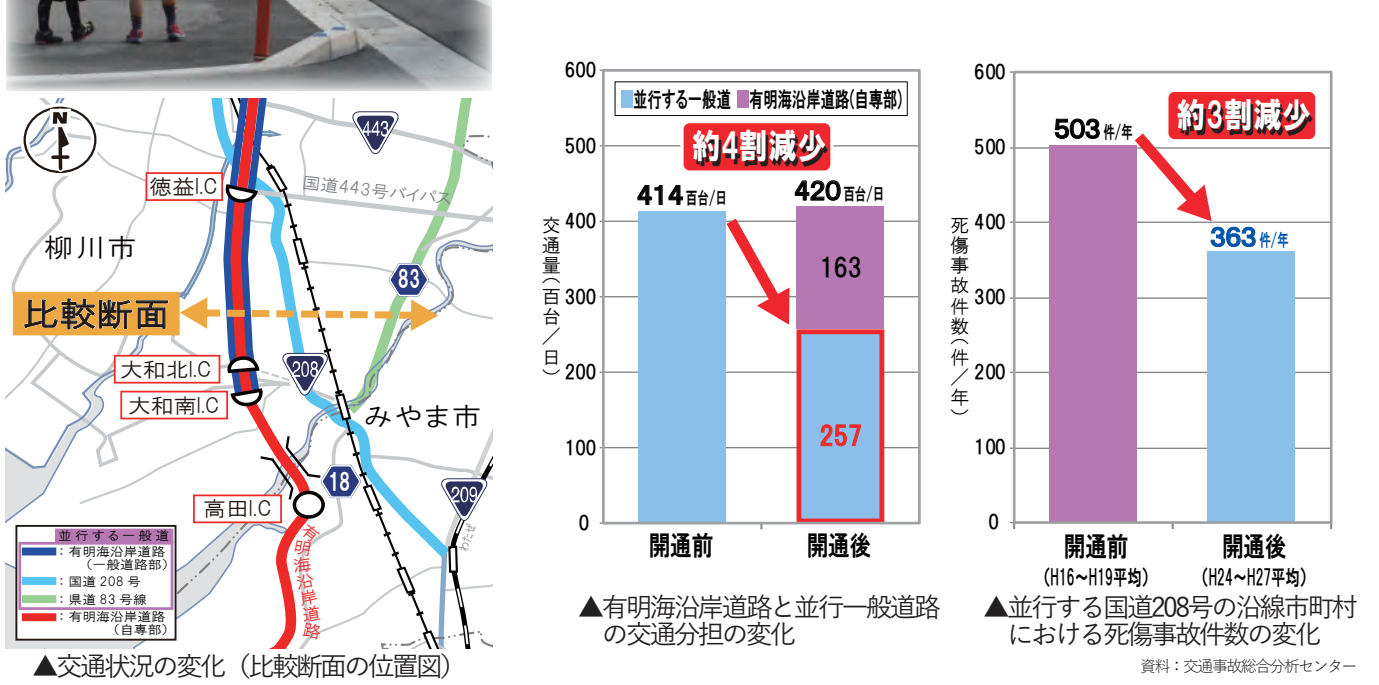 N
443
徳益I.C
国道443号バイパス
柳川市
83
比較断面
大和北I.C
208
大和南I.C
みやま市
18
高田I.C
209
わたぜ
有明海沿岸道路
並行する一般道
：有明海沿岸道路
（一般道路部）
：国道208号
：県道83号線
：有明海沿岸道路
（自専部）
▲交通状況の変化（比較断面の位置図）
並行する一般道 有明海沿岸道路(自専部)
約4割減少
交通量(百台/日)
600
500
400
300
200
100
0
414百台/日
420百台/日
163
257
開通前
開通後
▲有明海沿岸道路と並行一般道路
の交通分担の変化
約3割減少
死傷事故件数(件/年)
600
500
400
300
200
100
0
503件/年
363件/年
開通前
(H16～H19平均)
開通後
(H24～H27平均)
▲並行する国道208号の沿線市町村
における死傷事故件数の変化
資料：交通事故総合分析センター